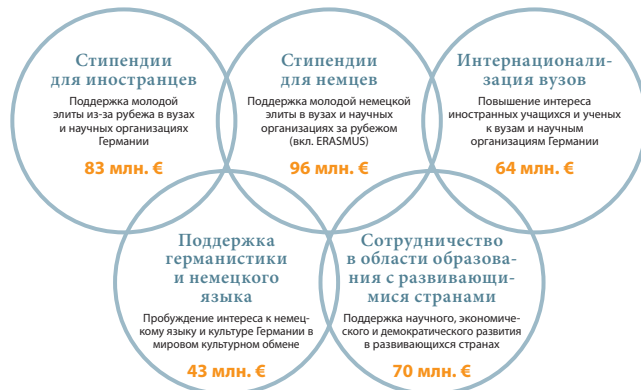 Стипендии
для иностранцев
Поддержка молодой
элиты из-за рубежа в вузах
и научных организациях
Германии
83 млн. €
Стипендии
для немцев
Поддержка молодой немецкой
элиты в вузах и научных
организациях за рубежом
(вкл. ERASMUS)
96 млн. €
Интернационали-
зация вузов
Повышение интереса
иностранных учащихся и ученых
к вузам и научным
организациям Германии
64 млн. €
Поддержка
германистики
и немецкого
языка
Пробуждение интереса к немец-
кому языку и культуре Германии в
мировом культурном обмене
43 млн. €
Сотрудничество
в области образова-
ния с развивающи-
мися странами
Поддержка научного, экономиче-
ского и демократического развития
в развивающихся странах
70 млн. €